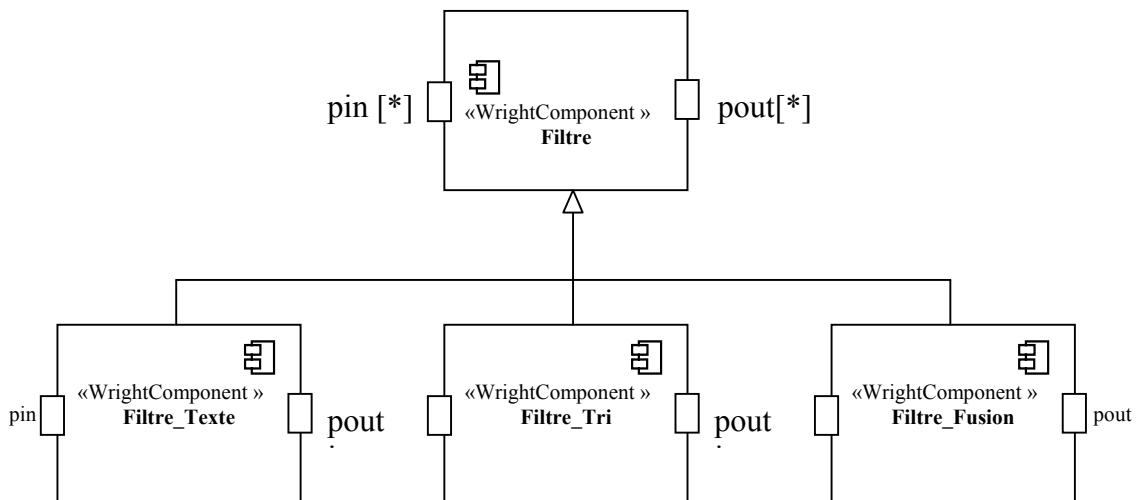 pin [*]
pout[*]
«WrightComponent »
Filtre
«WrightComponent »
Filtre_Texte
pin
pout
«WrightComponent »
Filtre_Tri
pout
«WrightComponent »
Filtre_Fusion
pout